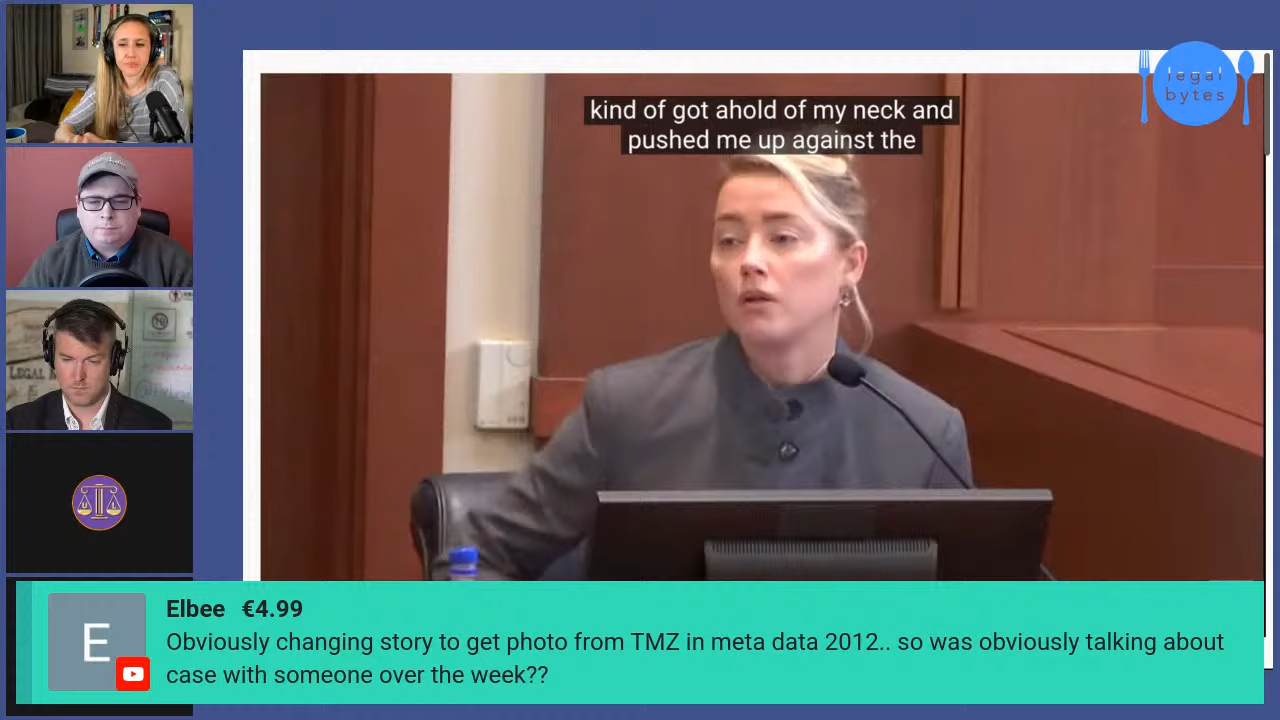 kind of got ahold of my neck and
pushed me up against the
legal
bytes
LEGAL
U L
E
Elbee €4.99
Obviously changing story to get photo from TMZ in meta data 2012.. so was obviously talking about
case with someone over the week??